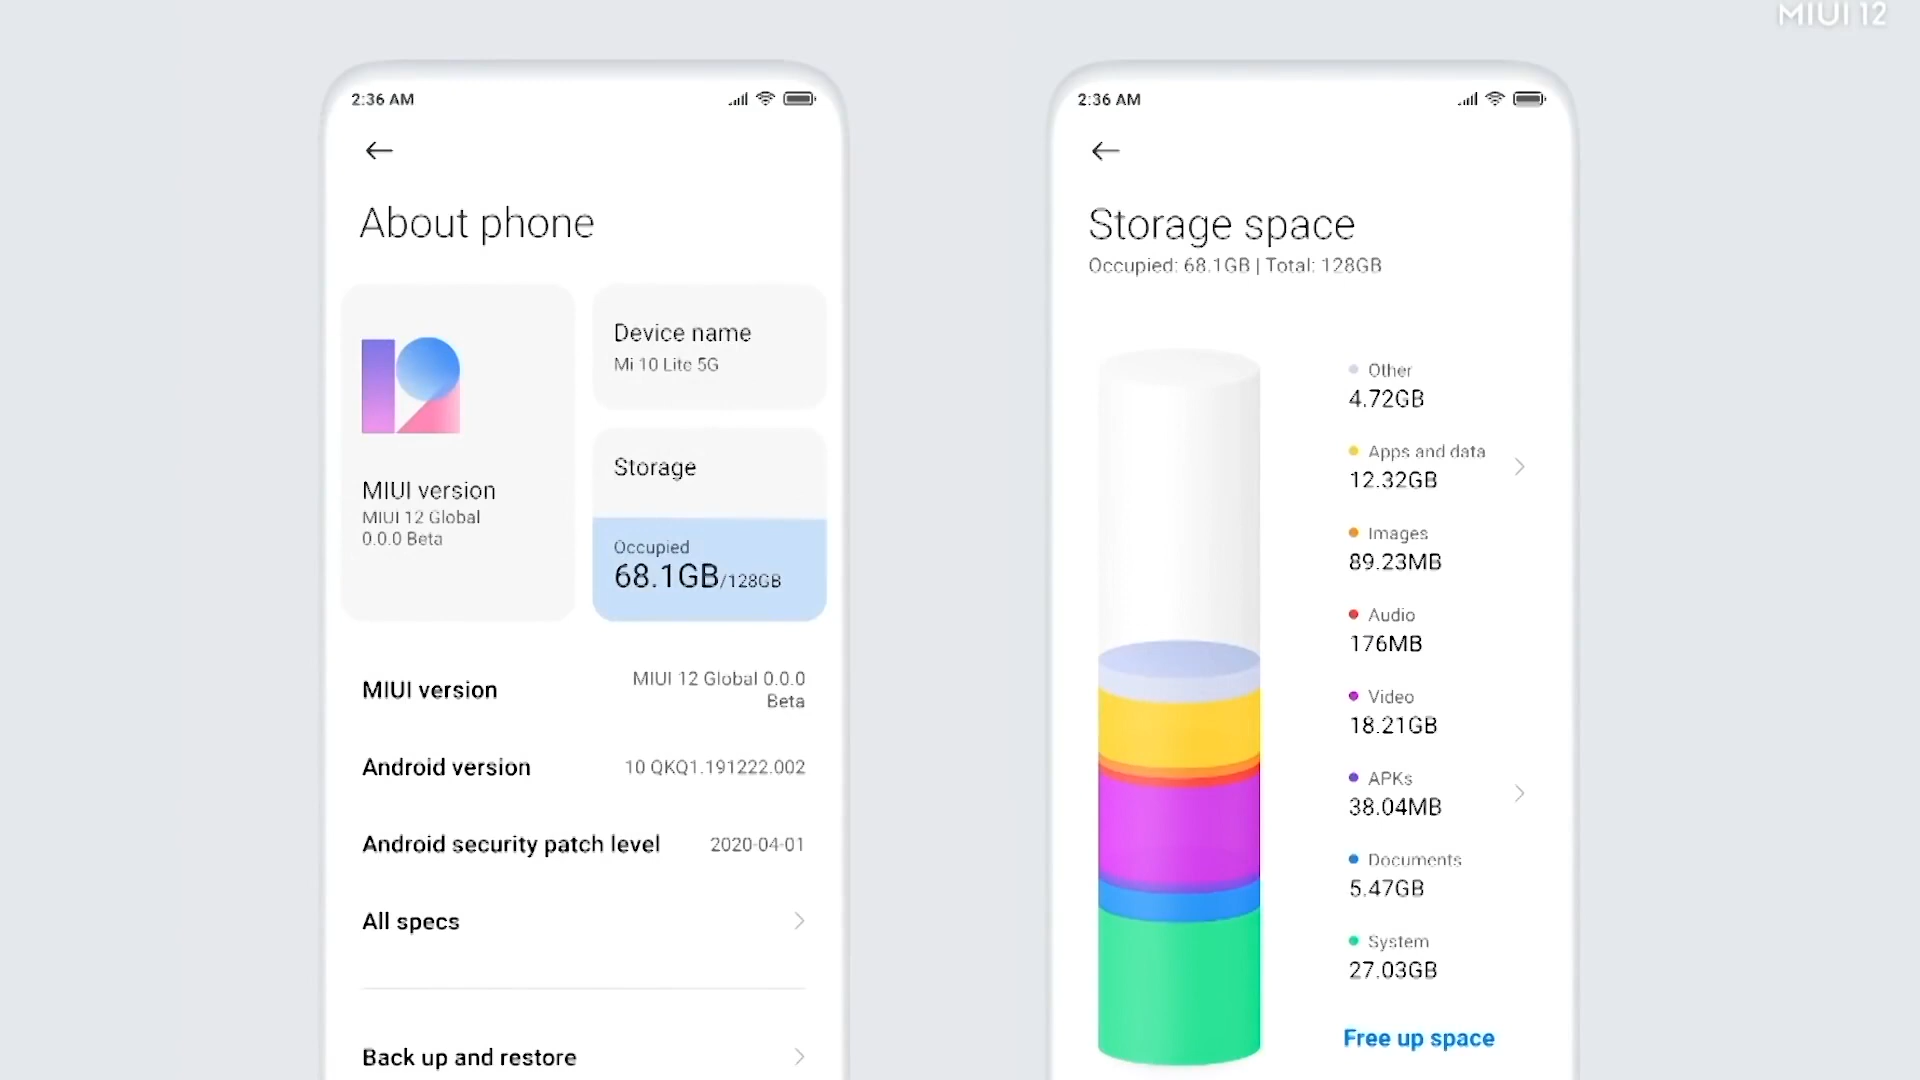 MIUI 12
2:36 AM
About phone
MIUI version
MIUI 12 Global
0.0.0 Beta
Device name
Mi 10 Lite 5G
Storage
Occupied
68.1GB/128GB
MIUI version
MIUI 12 Global 0.0.0
Beta
Android version
10 QKQ1.191222.002
Android security patch level
2020-04-01
All specs
Back up and restore
2:36 AM
Storage space
Occupied: 68.1GB | Total: 128GB
Other
4.72GB
Apps and data
12.32GB
Images
89.23MB
Audio
176MB
Video
18.21GB
APKs
38.04MB
Documents
5.47GB
System
27.03GB
Free up space